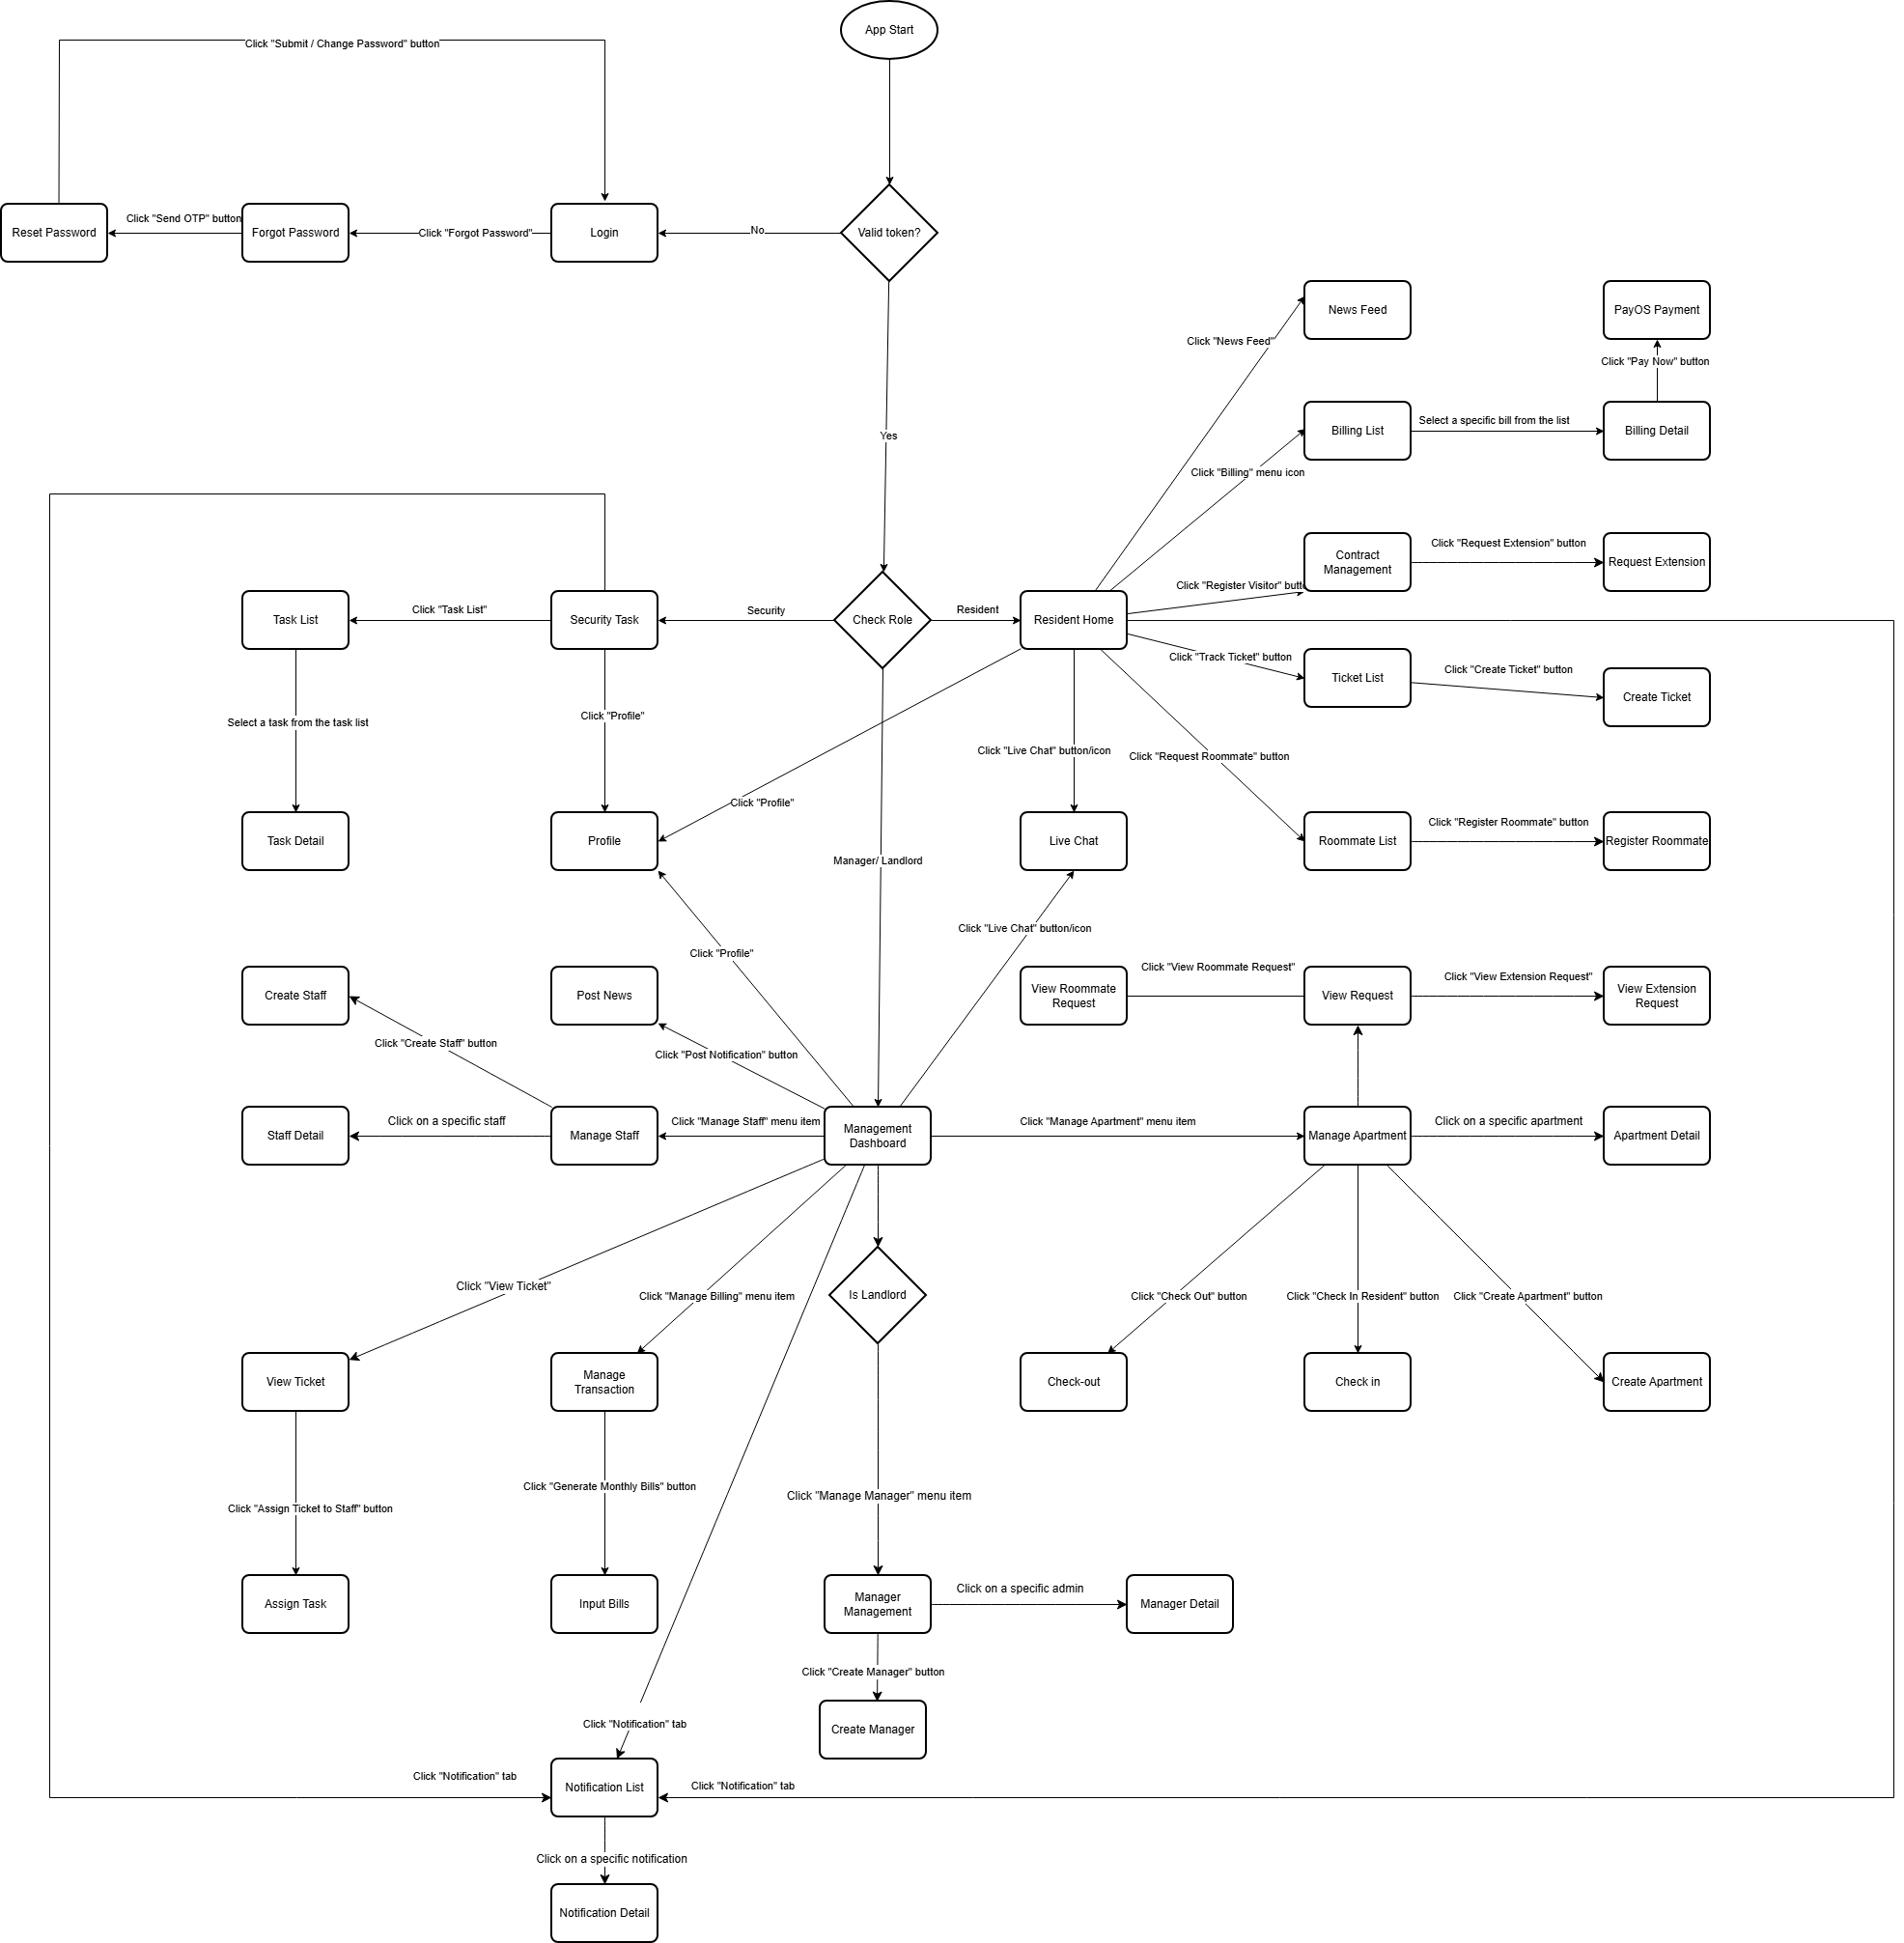 App Start
Click "Submit / Change Password" button
Reset Password
Click "Send OTP" button
Forgot Password
Click "Forgot Password"
Login
No
Valid token?
News Feed
PayOS Payment
Click "News Feed"
Click "Pay Now" button
Yes
Billing List
Select a specific bill from the list
Billing Detail
Click "Billing" menu icon
Contract
Management
Click "Request Extension" button
Request Extension
Click "Register Visitor" butto
Task List
Click "Task List"
Security Task
Security
Check Role
Resident
Resident Home
Click "Track Ticket" button
Ticket List
Click "Create Ticket" button
Create Ticket
Select a task from the task list
Click "Profile"
Click "Live Chat" button/icon
Click "Request Roommate" button
Click "Profile"
Task Detail
Profile
Manager/ Landlord
Live Chat
Roommate List
Click "Register Roommate" button
Register Roommate
Click "Profile"
Click "Live Chat" button/icon
Create Staff
Post News
View Roommate
Request
Click "View Roommate Request"
View Request
Click "View Extension Request"
View Extension
Request
Click "Create Staff" button
Click "Post Notification" button
Staff Detail
Click on a specific staff
Manage Staff
Click "Manage Staff" menu item
Management
Dashboard
Click "Manage Apartment" menu item
Manage Apartment
Click on a specific apartment
Apartment Detail
Click "View Ticket"
Click "Manage Billing" menu item
Is Landlord
Click "Check Out" button
Click "Check In Resident" button
Click "Create Apartment" button
View Ticket
Manage
Transaction
Check-out
Check in
Create Apartment
Click "Assign Ticket to Staff" button
Click "Generate Monthly Bills" button
Click "Manage Manager" menu item
Assign Task
Input Bills
Manager
Management
Click on a specific admin
Manager Detail
Click "Create Manager" button
Click "Notification" tab
Create Manager
Click "Notification" tab
Notification List
Click "Notification" tab
Click on a specific notification
Notification Detail